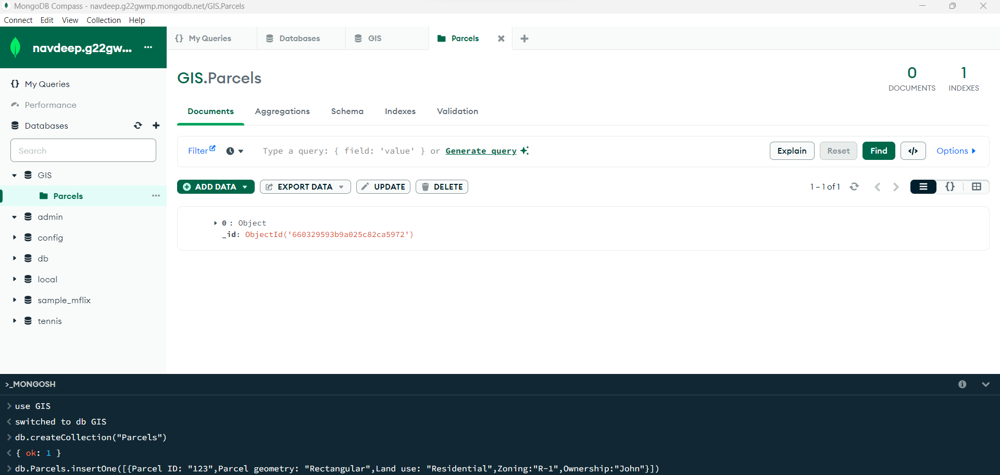 MongoDB Compass - navdeep.g22gwmp.mongodb.net/GIS.Parcels
Connect Edit View Collection Help
navdeep.g22gw... ...
{} My Queries
Performance
Databases
Search
GIS
Parcels
admin
config
db
local
sample_mflix
tennis
{} My Queries Databases GIS Parcels
GIS.Parcels
0 DOCUMENTS
1 INDEXES
Documents Aggregations Schema Indexes Validation
Filter Type a query: { field: 'value' } or Generate query Explain Reset Find </> Options
ADD DATA EXPORT DATA UPDATE DELETE 1 – 1 of 1 {}
0 : Object
_id: ObjectId('660329593b9a025c82ca5972')
>_MONGOSH
> use GIS
< switched to db GIS
> db.createCollection("Parcels")
< { ok: 1 }
> db.Parcels.insertOne([{Parcel ID: "123",Parcel geometry: "Rectangular",Land use: "Residential",Zoning:"R-1",Ownership:"John"}])